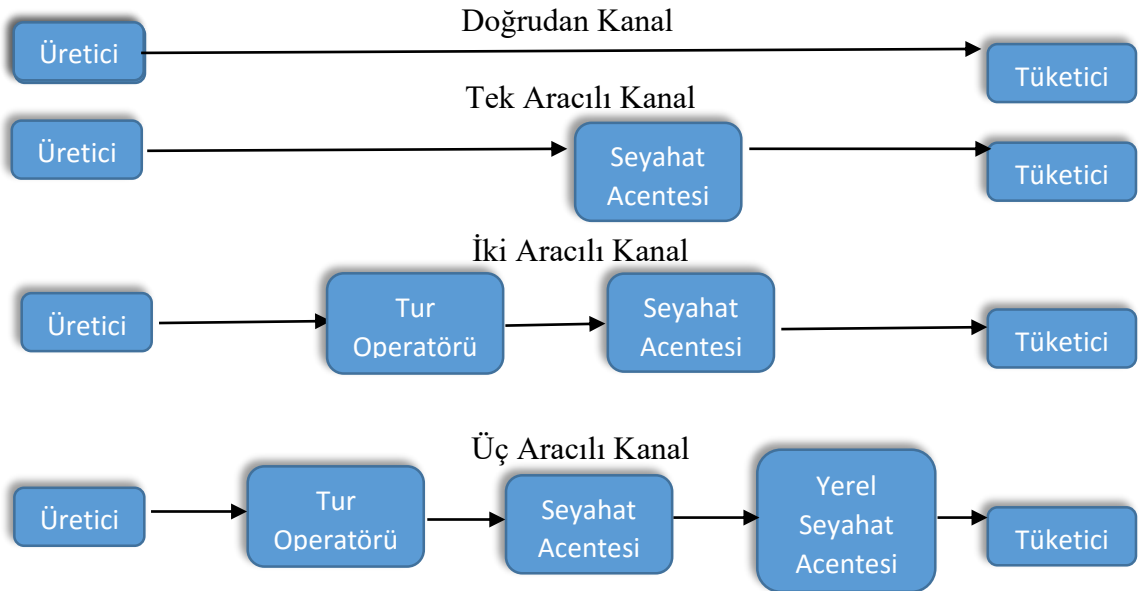 Doğrudan Kanal
Üretici
Tüketici
Tek Aracılı Kanal
Üretici
Seyahat
Acentesi
Tüketici
İki Aracılı Kanal
Üretici
Tur
Operatörü
Seyahat
Acentesi
Tüketici
Üç Aracılı Kanal
Üretici
Tur
Operatörü
Seyahat
Acentesi
Yerel
Seyahat
Acentesi
Tüketici